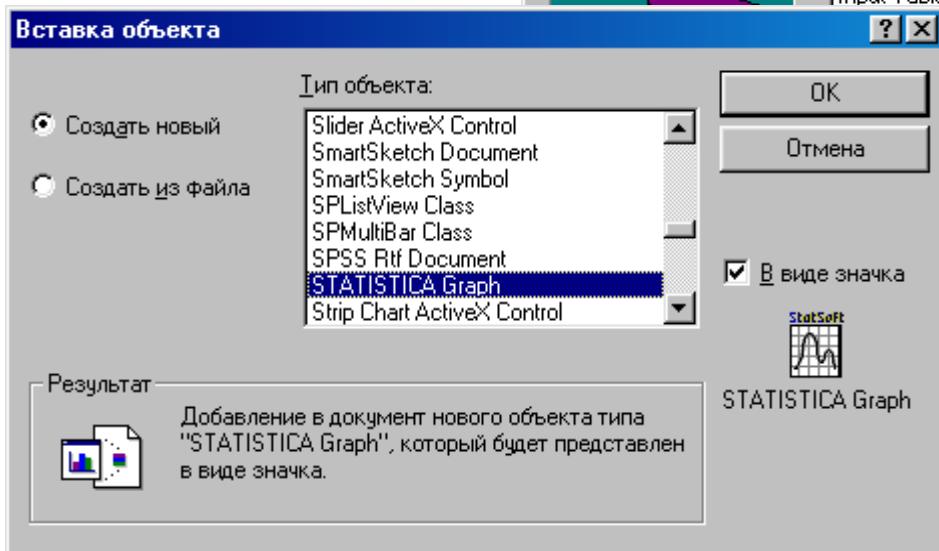 Input Table
Вставка объекта
Тип объекта:
Создать новый
Создать из файла
Slider ActiveX Control
SmartSketch Document
SmartSketch Symbol
SPListView Class
SPMultiBar Class
SPSS Rtf Document
STATISTICA Graph
Strip Chart ActiveX Control
OK
Отмена
В виде значка
StatSoft
STATISTICA Graph
Результат
Добавление в документ нового объекта типа
"STATISTICA Graph", который будет представлен
в виде значка.